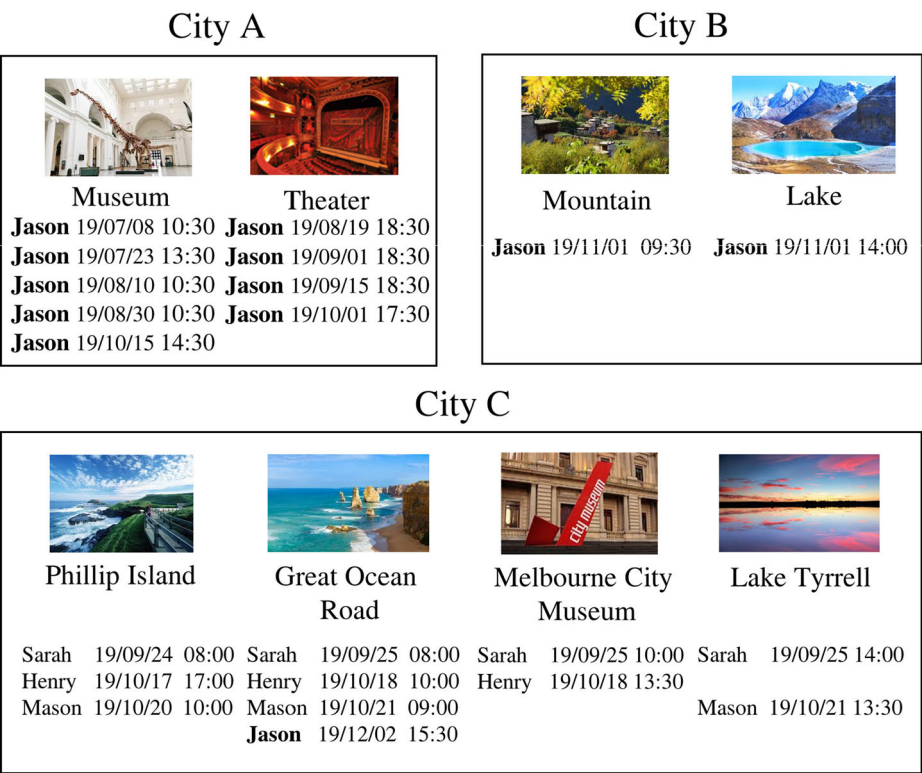 City A
Museum
Jason 19/07/08 10:30
Jason 19/07/23 13:30
Jason 19/08/10 10:30
Jason 19/08/30 10:30
Jason 19/10/15 14:30
Theater
Jason 19/08/19 18:30
Jason 19/09/01 18:30
Jason 19/09/15 18:30
Jason 19/10/01 17:30
City B
Mountain
Jason 19/11/01 09:30
Lake
Jason 19/11/01 14:00
City C
Phillip Island
Sarah 19/09/24 08:00
Henry 19/10/17 17:00
Mason 19/10/20 10:00
Great Ocean
Road
Sarah 19/09/25 08:00
Henry 19/10/18 10:00
Mason 19/10/21 09:00
Jason 19/12/02 15:30
city museum
Melbourne City
Museum
Sarah 19/09/25 10:00
Henry 19/10/18 13:30
Lake Tyrrell
Sarah 19/09/25 14:00
Mason 19/10/21 13:30